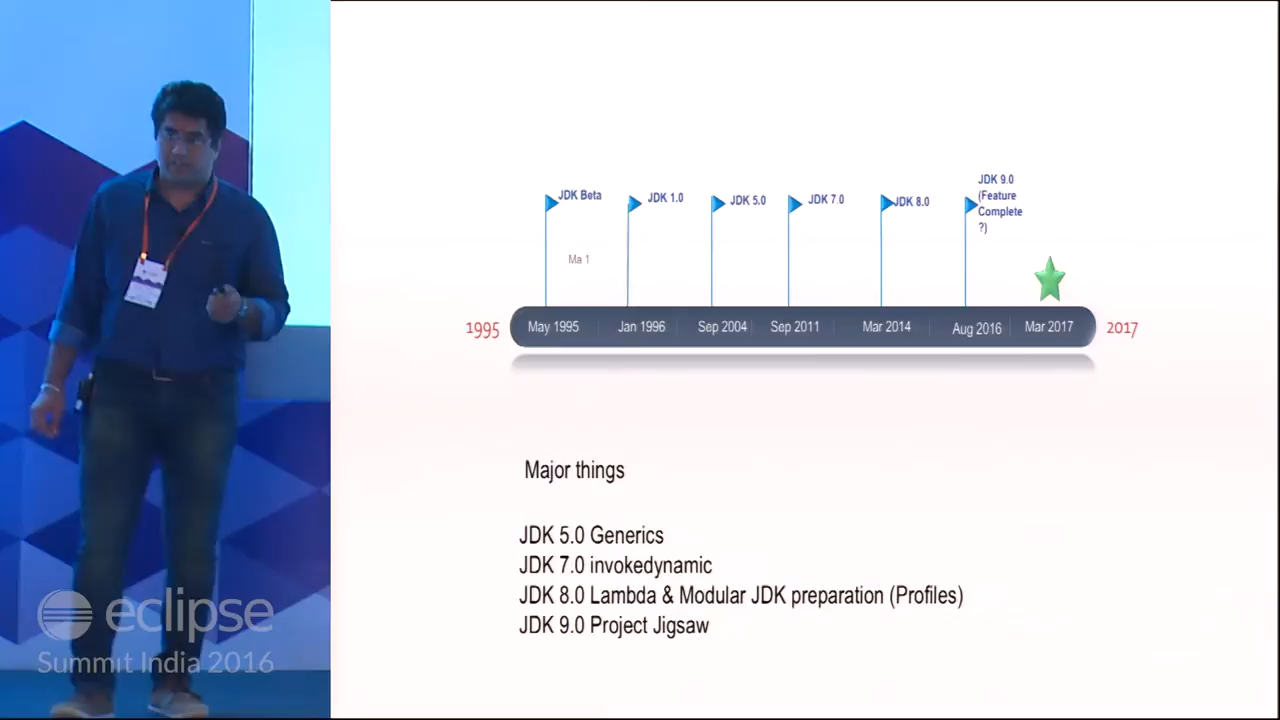 JDK Beta
JDK 1.0
JDK 5.0
JDK 7.0
JDK 8.0
JDK 9.0
(Feature
Complete
?)
Ma 1
1995
May 1995
Jan 1996
Sep 2004
Sep 2011
Mar 2014
Aug 2016
Mar 2017
2017
Major things
JDK 5.0 Generics
JDK 7.0 invokedynamic
JDK 8.0 Lambda & Modular JDK preparation (Profiles)
JDK 9.0 Project Jigsaw
eclipse
Summit India 2016